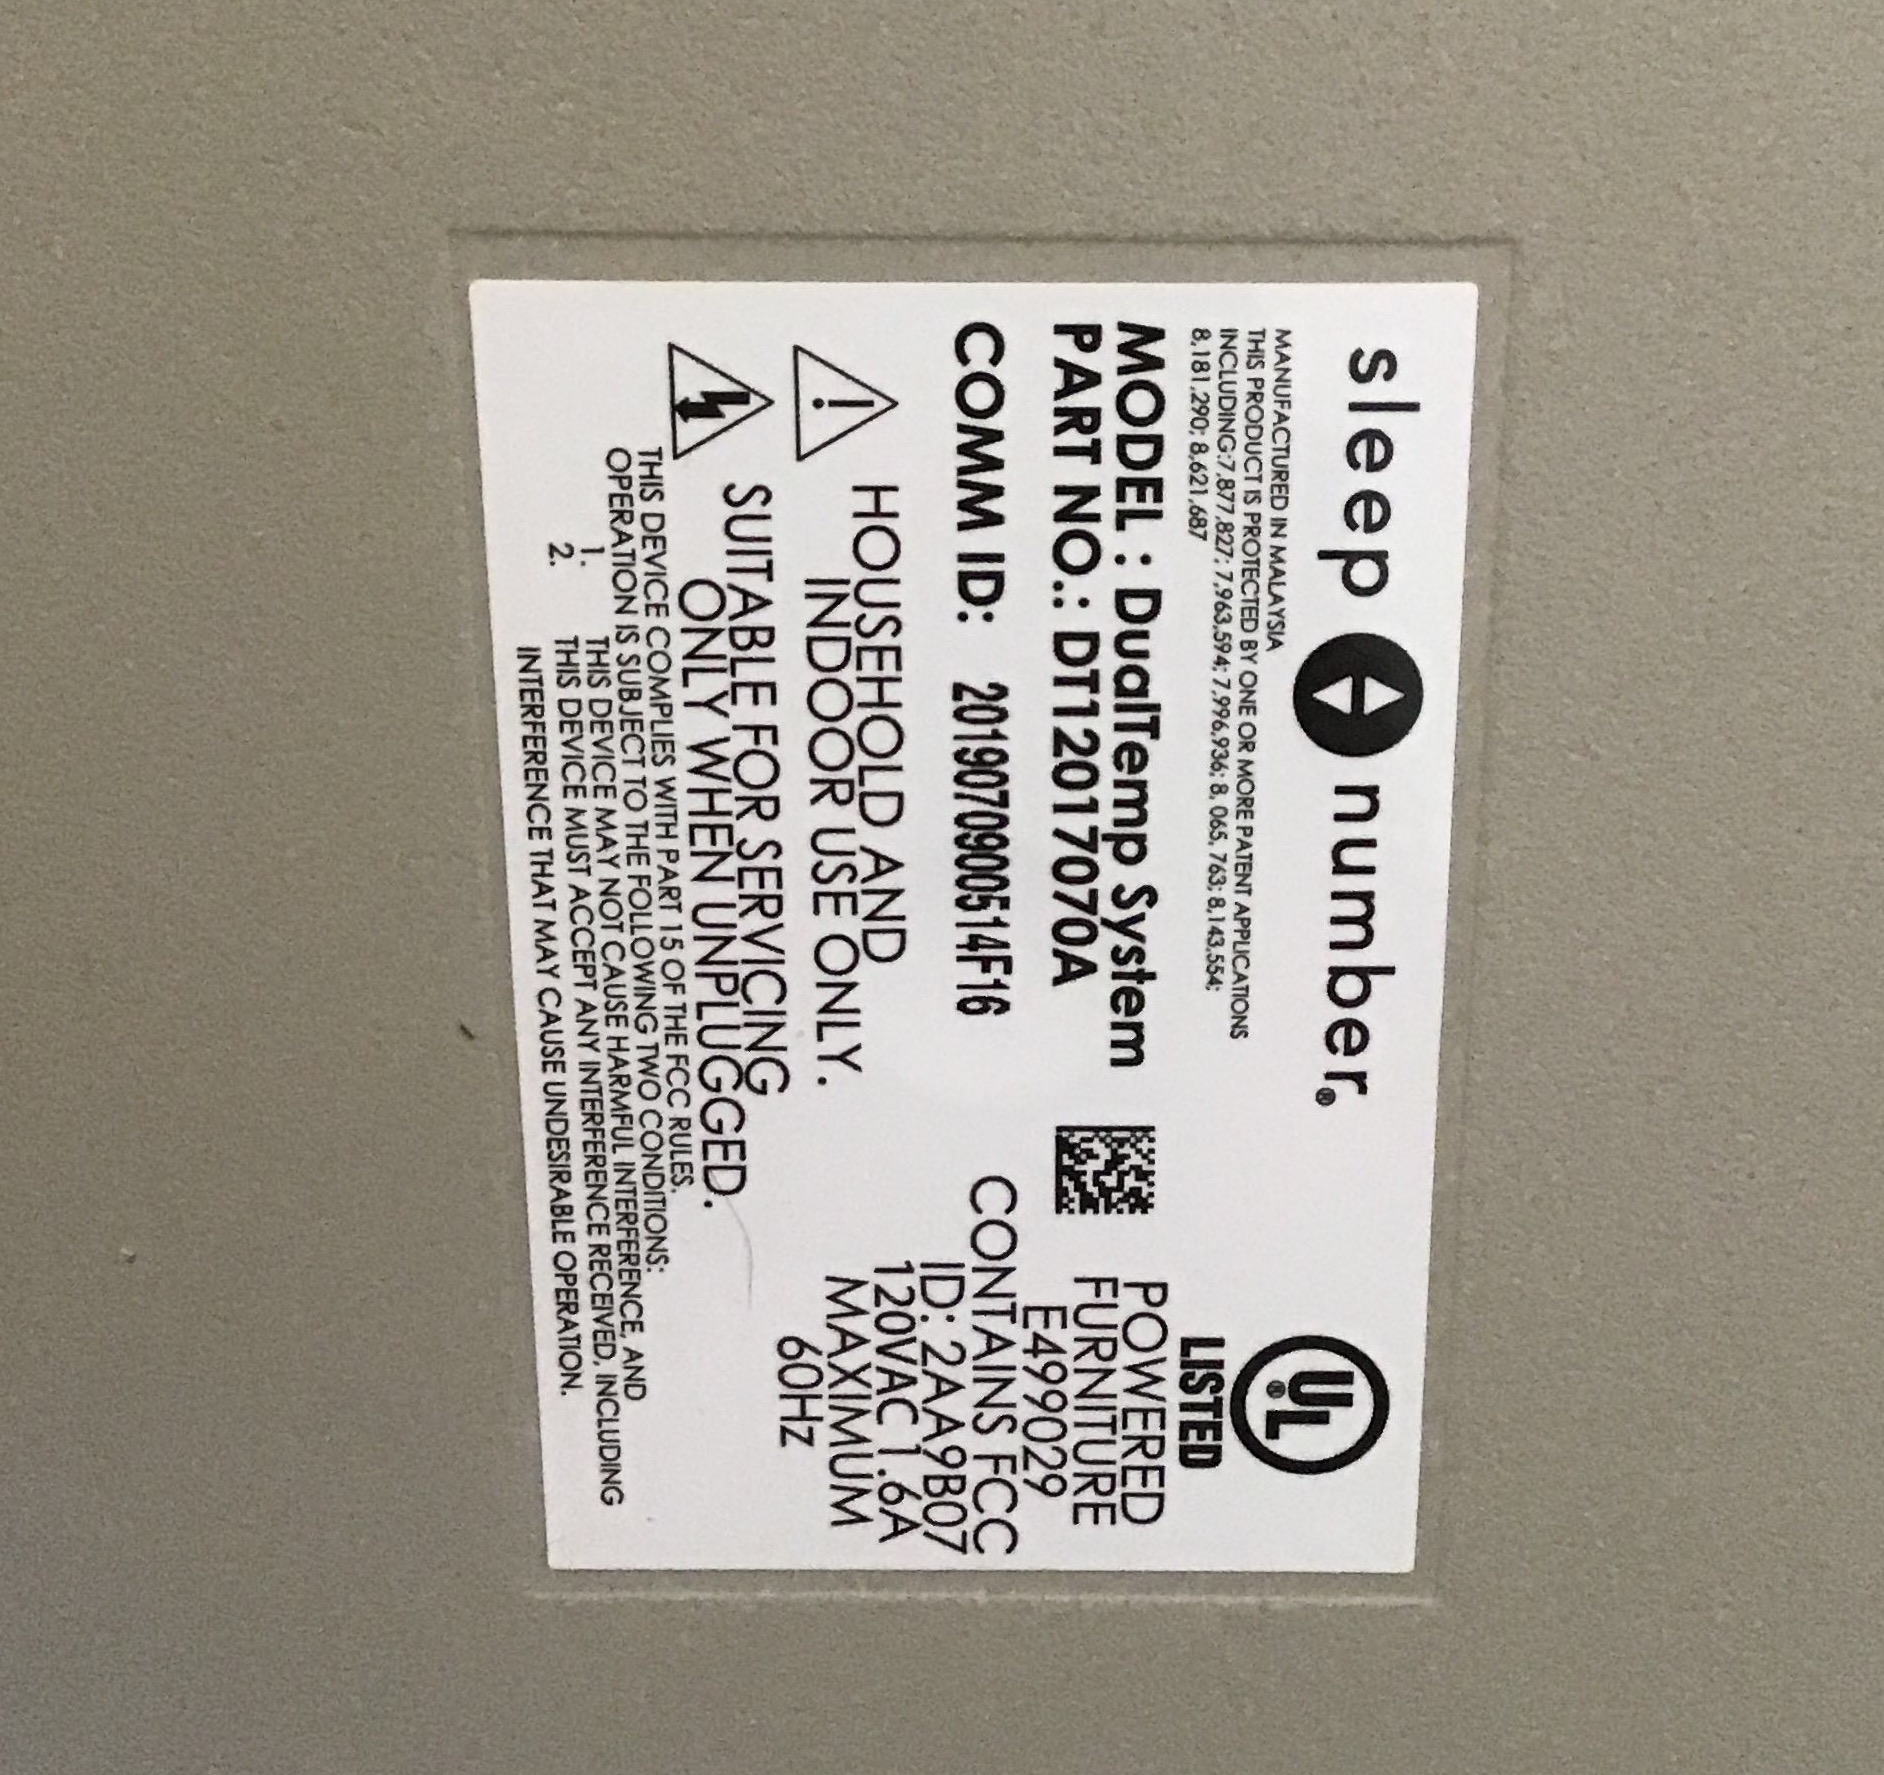 sleep number®
MANUFACTURED IN MALAYSIA
THIS PRODUCT IS PROTECTED BY ONE OR MORE PATENT APPLICATIONS
INCLUDING:7,877,827; 7,963,594; 7,996,936; 8, 065, 763; 8,143,554;
8,181,290; 8,621,687
MODEL : DualTemp System
PART NO.: DT12017070A
COMM ID: 2019070900514F16
HOUSEHOLD AND
INDOOR USE ONLY.
SUITABLE FOR SERVICING
ONLY WHEN UNPLUGGED.
UL®
LISTED
POWERED
FURNITURE
E499029
CONTAINS FCC
ID: 2AA9B07
120VAC 1.6A
MAXIMUM
60Hz
THIS DEVICE COMPLIES WITH PART 15 OF THE FCC RULES.
OPERATION IS SUBJECT TO THE FOLLOWING TWO CONDITIONS:
1. THIS DEVICE MAY NOT CAUSE HARMFUL INTERFERENCE, AND
2. THIS DEVICE MUST ACCEPT ANY INTERFERENCE RECEIVED, INCLUDING
INTERFERENCE THAT MAY CAUSE UNDESIRABLE OPERATION.